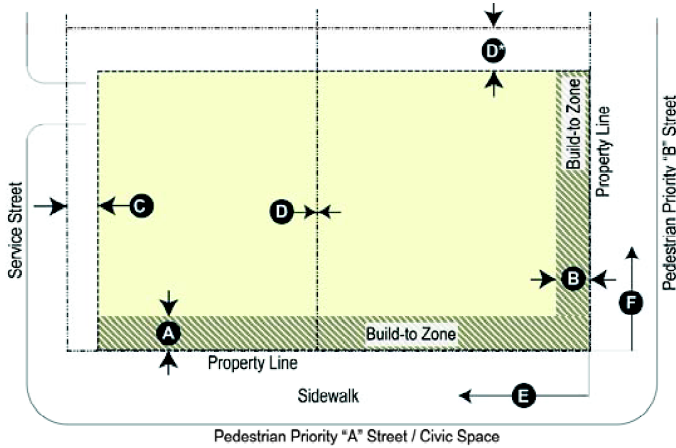 D*
Build-to Zone
Property Line
Pedestrian Priority "B" Street
Service Street
C
D
B
F
A
Build-to Zone
Property Line
Sidewalk
E
Pedestrian Priority "A" Street / Civic Space